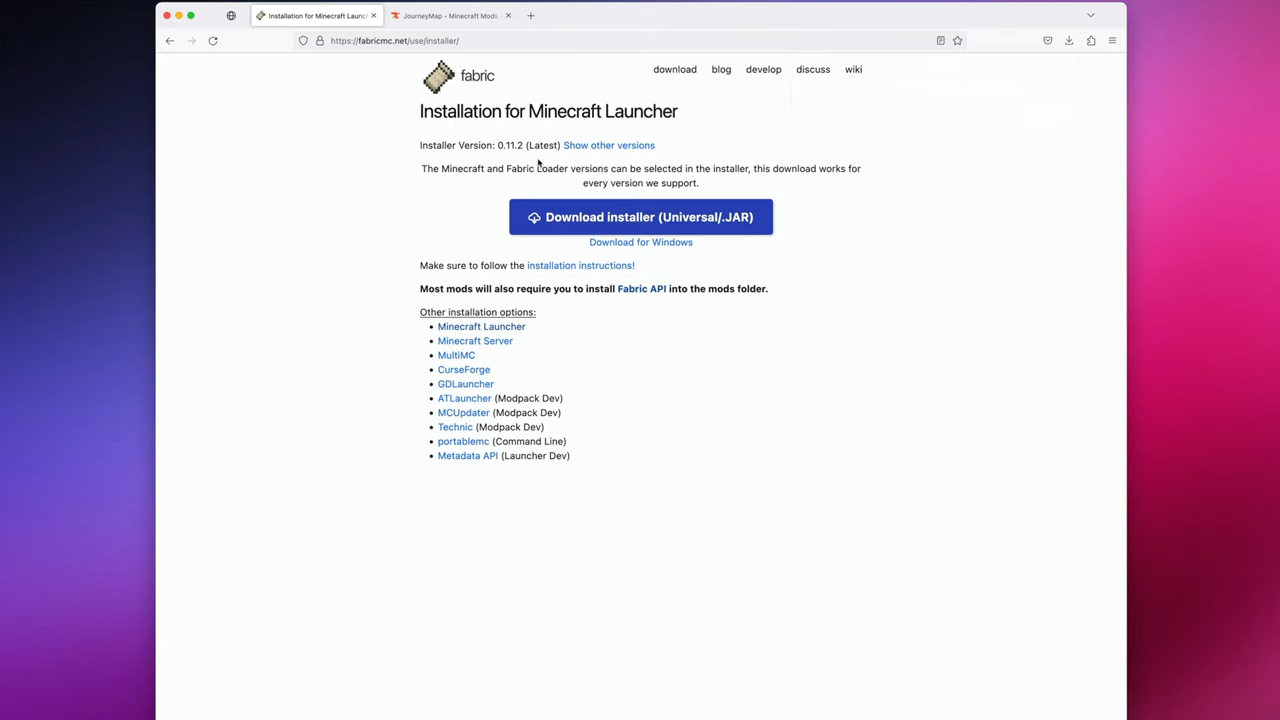 Installation for Minecraft Launch
JourneyMap - Minecraft Mods -
https://fabricmc.net/use/installer/
fabric
download
blog
develop
discuss
wiki
Installation for Minecraft Launcher
Installer Version: 0.11.2 (Latest) Show other versions
The Minecraft and Fabric Loader versions can be selected in the installer, this download works for
every version we support.
Download installer (Universal/.JAR)
Download for Windows
Make sure to follow the installation instructions!
Most mods will also require you to install Fabric API into the mods folder.
Other installation options:
• Minecraft Launcher
• Minecraft Server
• MultiMC
• CurseForge
• GDLauncher
• ATLauncher (Modpack Dev)
• MCUpdater (Modpack Dev)
• Technic (Modpack Dev)
• portablemc (Command Line)
• Metadata API (Launcher Dev)